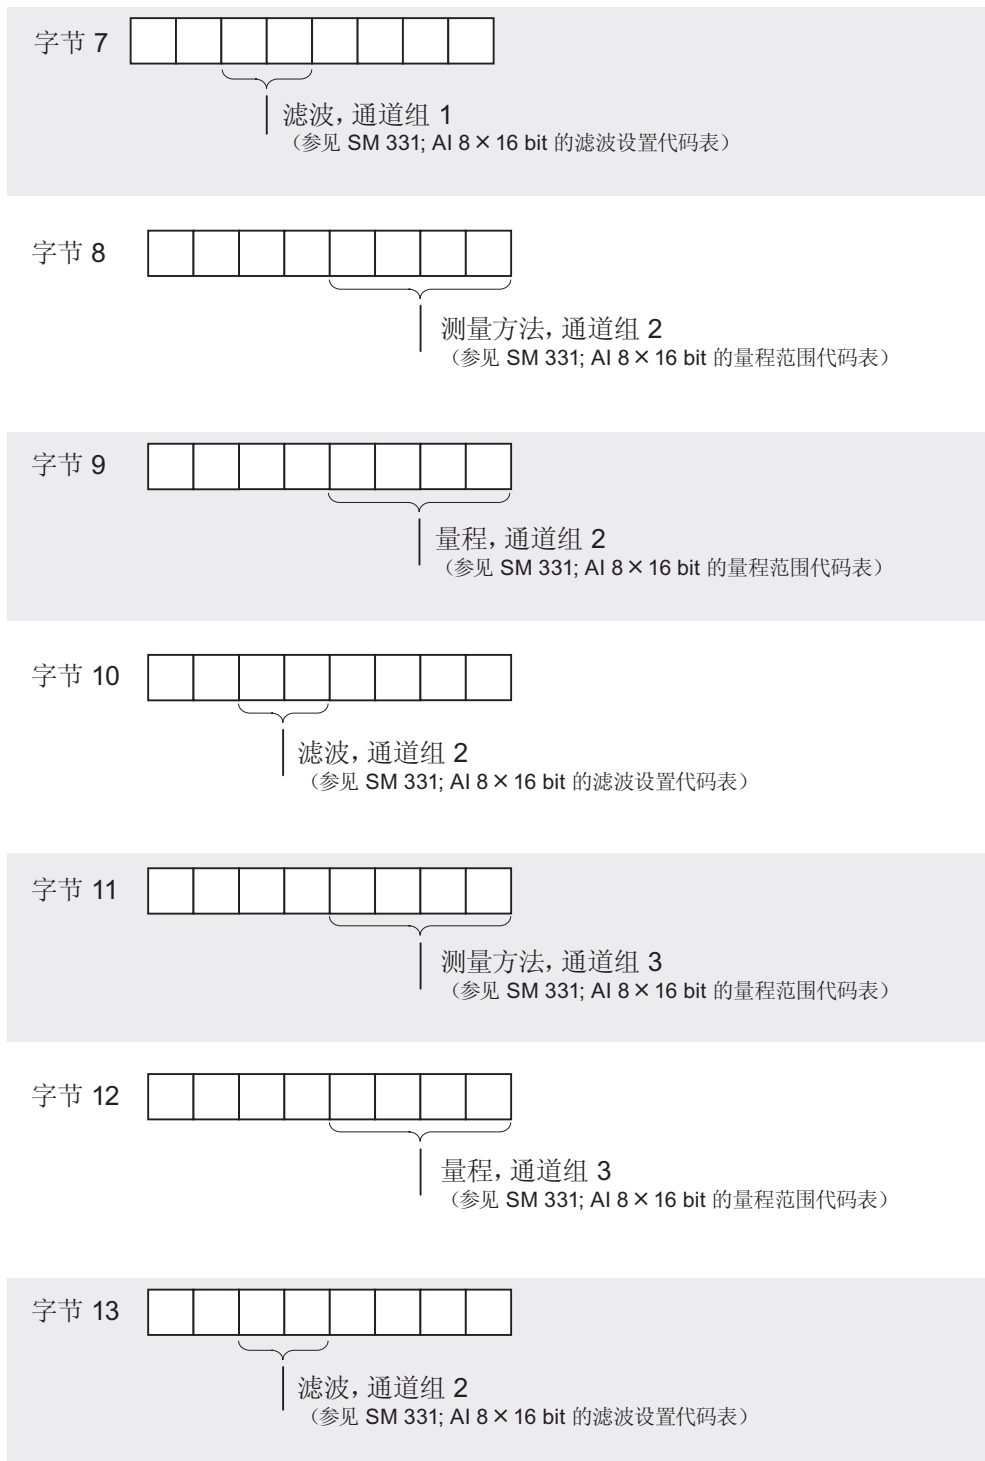 字节 7
滤波, 通道组 1
（参见 SM 331; AI 8×16 bit 的滤波设置代码表）
字节 8
测量方法, 通道组 2
（参见 SM 331; AI 8×16 bit 的量程范围代码表）
字节 9
量程, 通道组 2
（参见 SM 331; AI 8×16 bit 的量程范围代码表）
字节 10
滤波, 通道组 2
（参见 SM 331; AI 8×16 bit 的滤波设置代码表）
字节 11
测量方法, 通道组 3
（参见 SM 331; AI 8×16 bit 的量程范围代码表）
字节 12
量程, 通道组 3
（参见 SM 331; AI 8×16 bit 的量程范围代码表）
字节 13
滤波, 通道组 2
（参见 SM 331; AI 8×16 bit 的滤波设置代码表）